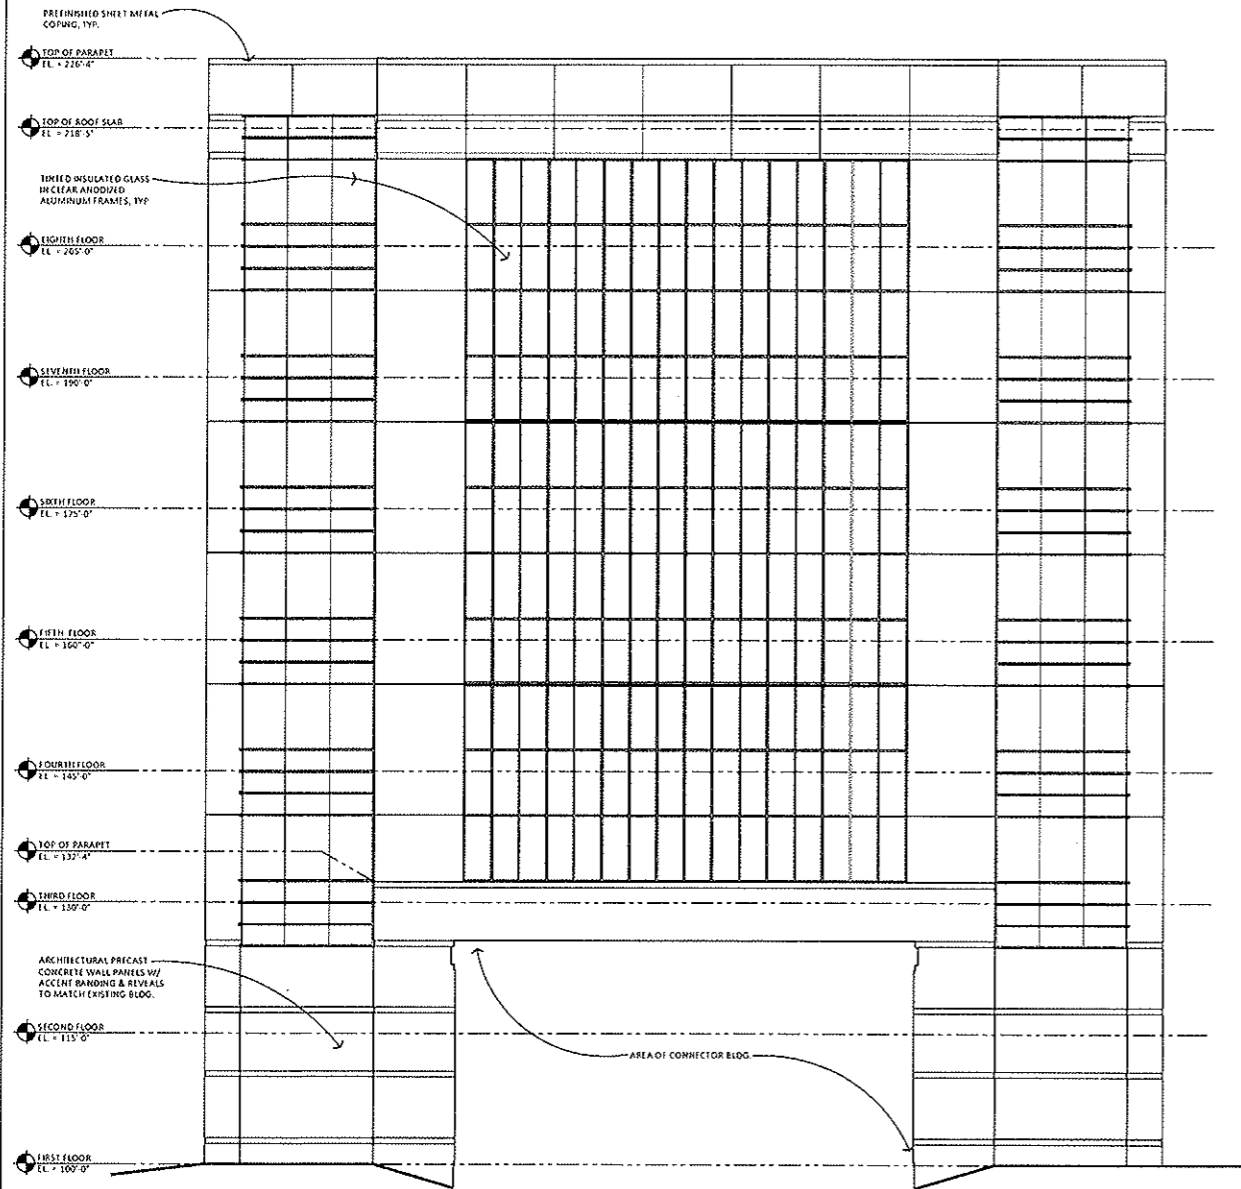 PREFINISHED SHEET METAL
COPING, TYP.
TOP OF PARAPET
EL. = 226'-4"
TOP OF ROOF SLAB
EL. = 218'-5"
TINTED INSULATED GLASS
IN CLEAR ANODIZED
ALUMINUM FRAMES, TYP
EIGHTH FLOOR
EL. = 205'-0"
SEVENTH FLOOR
EL. = 190'-0"
SIXTH FLOOR
EL. = 175'-0"
FIFTH FLOOR
EL. = 160'-0"
FOURTH FLOOR
EL. = 145'-0"
TOP OF PARAPET
EL. = 132'-4"
THIRD FLOOR
EL. = 130'-0"
ARCHITECTURAL PRECAST
CONCRETE WALL PANELS W/
ACCENT BANDING & REVEALS
TO MATCH EXISTING BLDG.
SECOND FLOOR
EL. = 115'-0"
AREA OF CONNECTOR BLDG.
FIRST FLOOR
EL. = 100'-0"